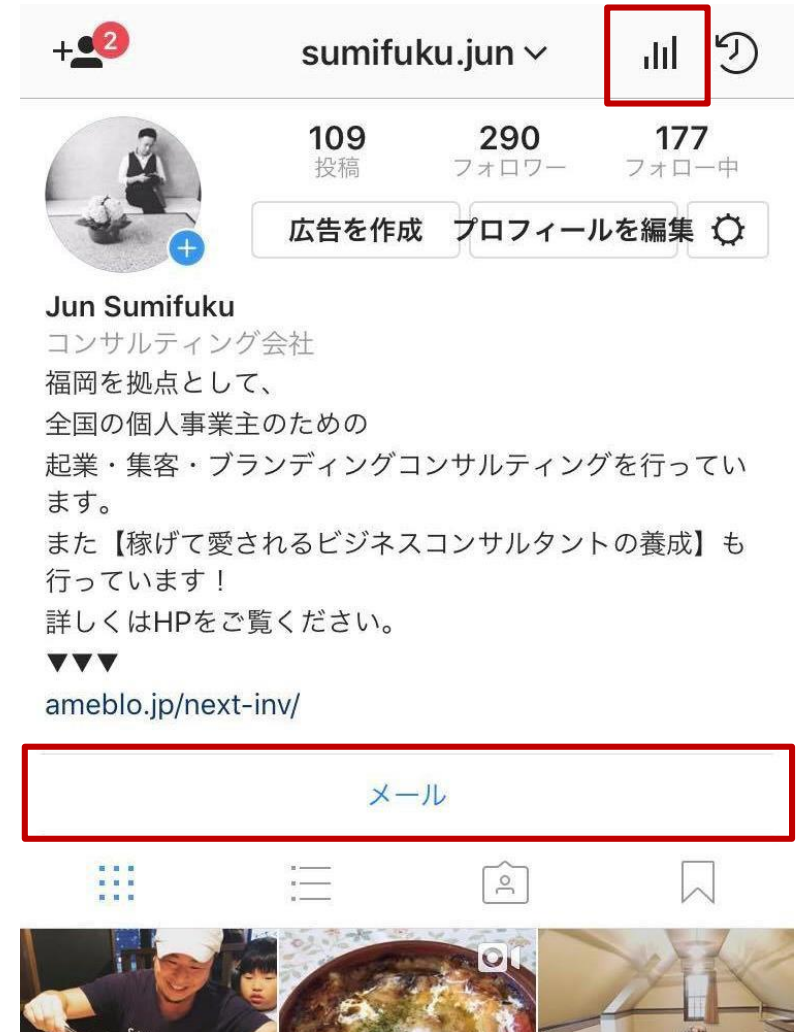 2
sumifuku.jun
109 290 177
投稿 フォロワー フォロー中
広告を作成 プロフィールを編集
Jun Sumifuku
コンサルティング会社
福岡を拠点として、
全国の個人事業主のための
起業・集客・ブランディングコンサルティングを行ってい
ます。
また【稼げて愛されるビジネスコンサルタントの養成】も
行っています！
詳しくはHPをご覧ください。
▼▼▼
ameblo.jp/next-inv/
メール